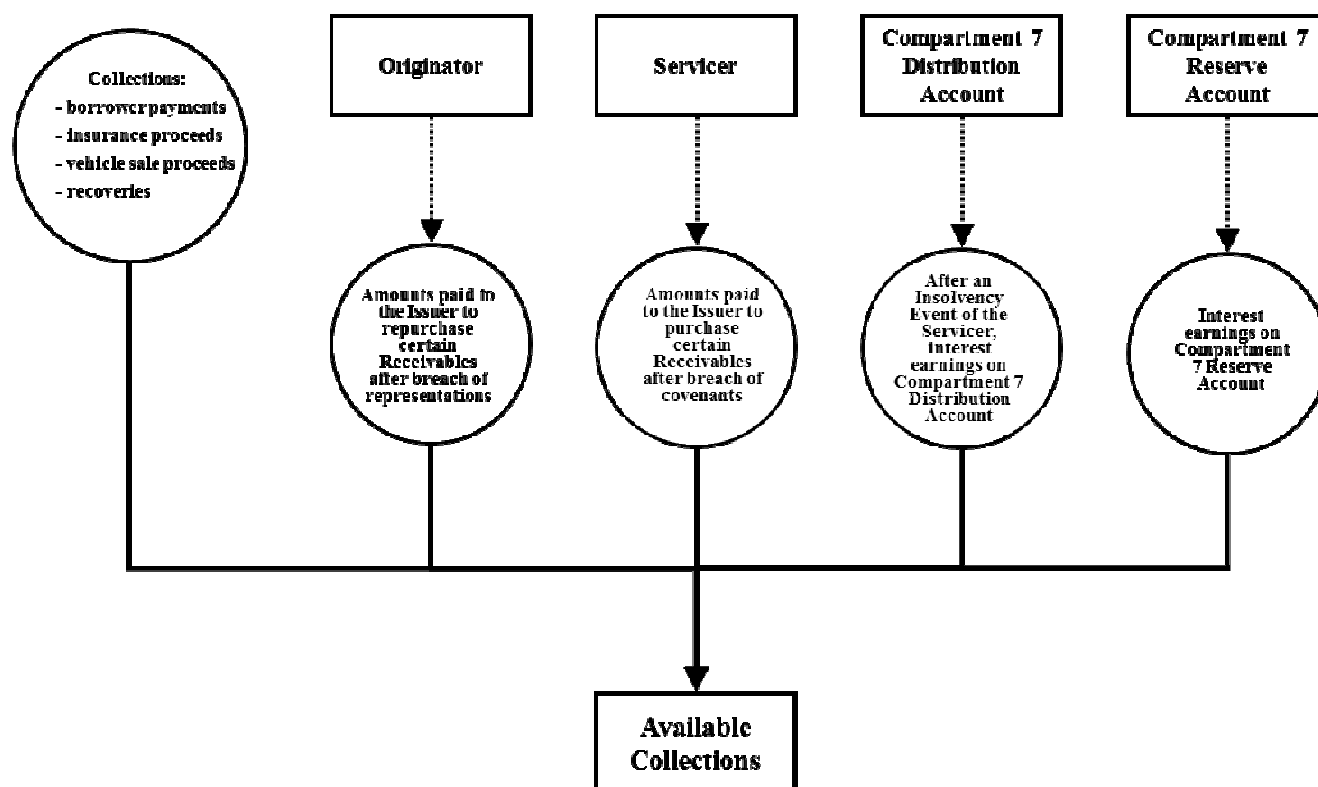 Collections:
- borrower payments
- insurance proceeds
- vehicle sale proceeds
- recoveries
Originator
Servicer
Compartment 7
Distribution
Account
Compartment 7
Reserve
Account
Amounts paid to
the Issuer to
repurchase
certain
Receivables
after breach of
representations
Amounts paid
to the Issuer to
purchase
certain
Receivables
after breach of
covenants
After an
Insolvency
Event of the
Servicer,
interest
earnings on
Compartment 7
Distribution
Account
Interest
earnings on
Compartment
7 Reserve
Account
Available
Collections